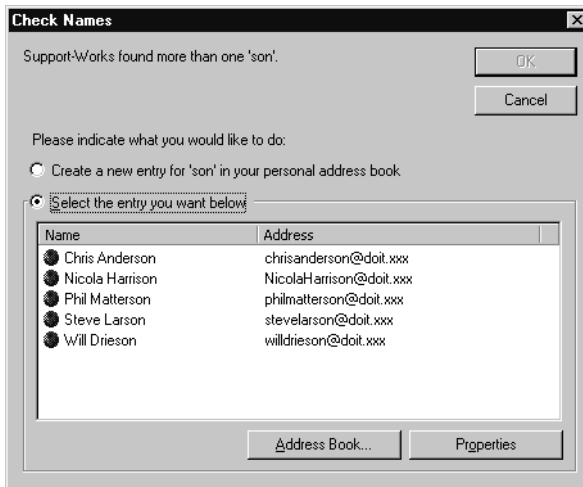 Check Names
Support-Works found more than one 'son'.
OK
Cancel
Please indicate what you would like to do:
Create a new entry for 'son' in your personal address book
Select the entry you want below
Name Address
Chris Anderson chrisanderson@doit.xxx
Nicola Harrison NicolaHarrison@doit.xxx
Phil Matterson philmatterson@doit.xxx
Steve Larson stevelarson@doit.xxx
Will Drieson willdrieson@doit.xxx
Address Book... Properties